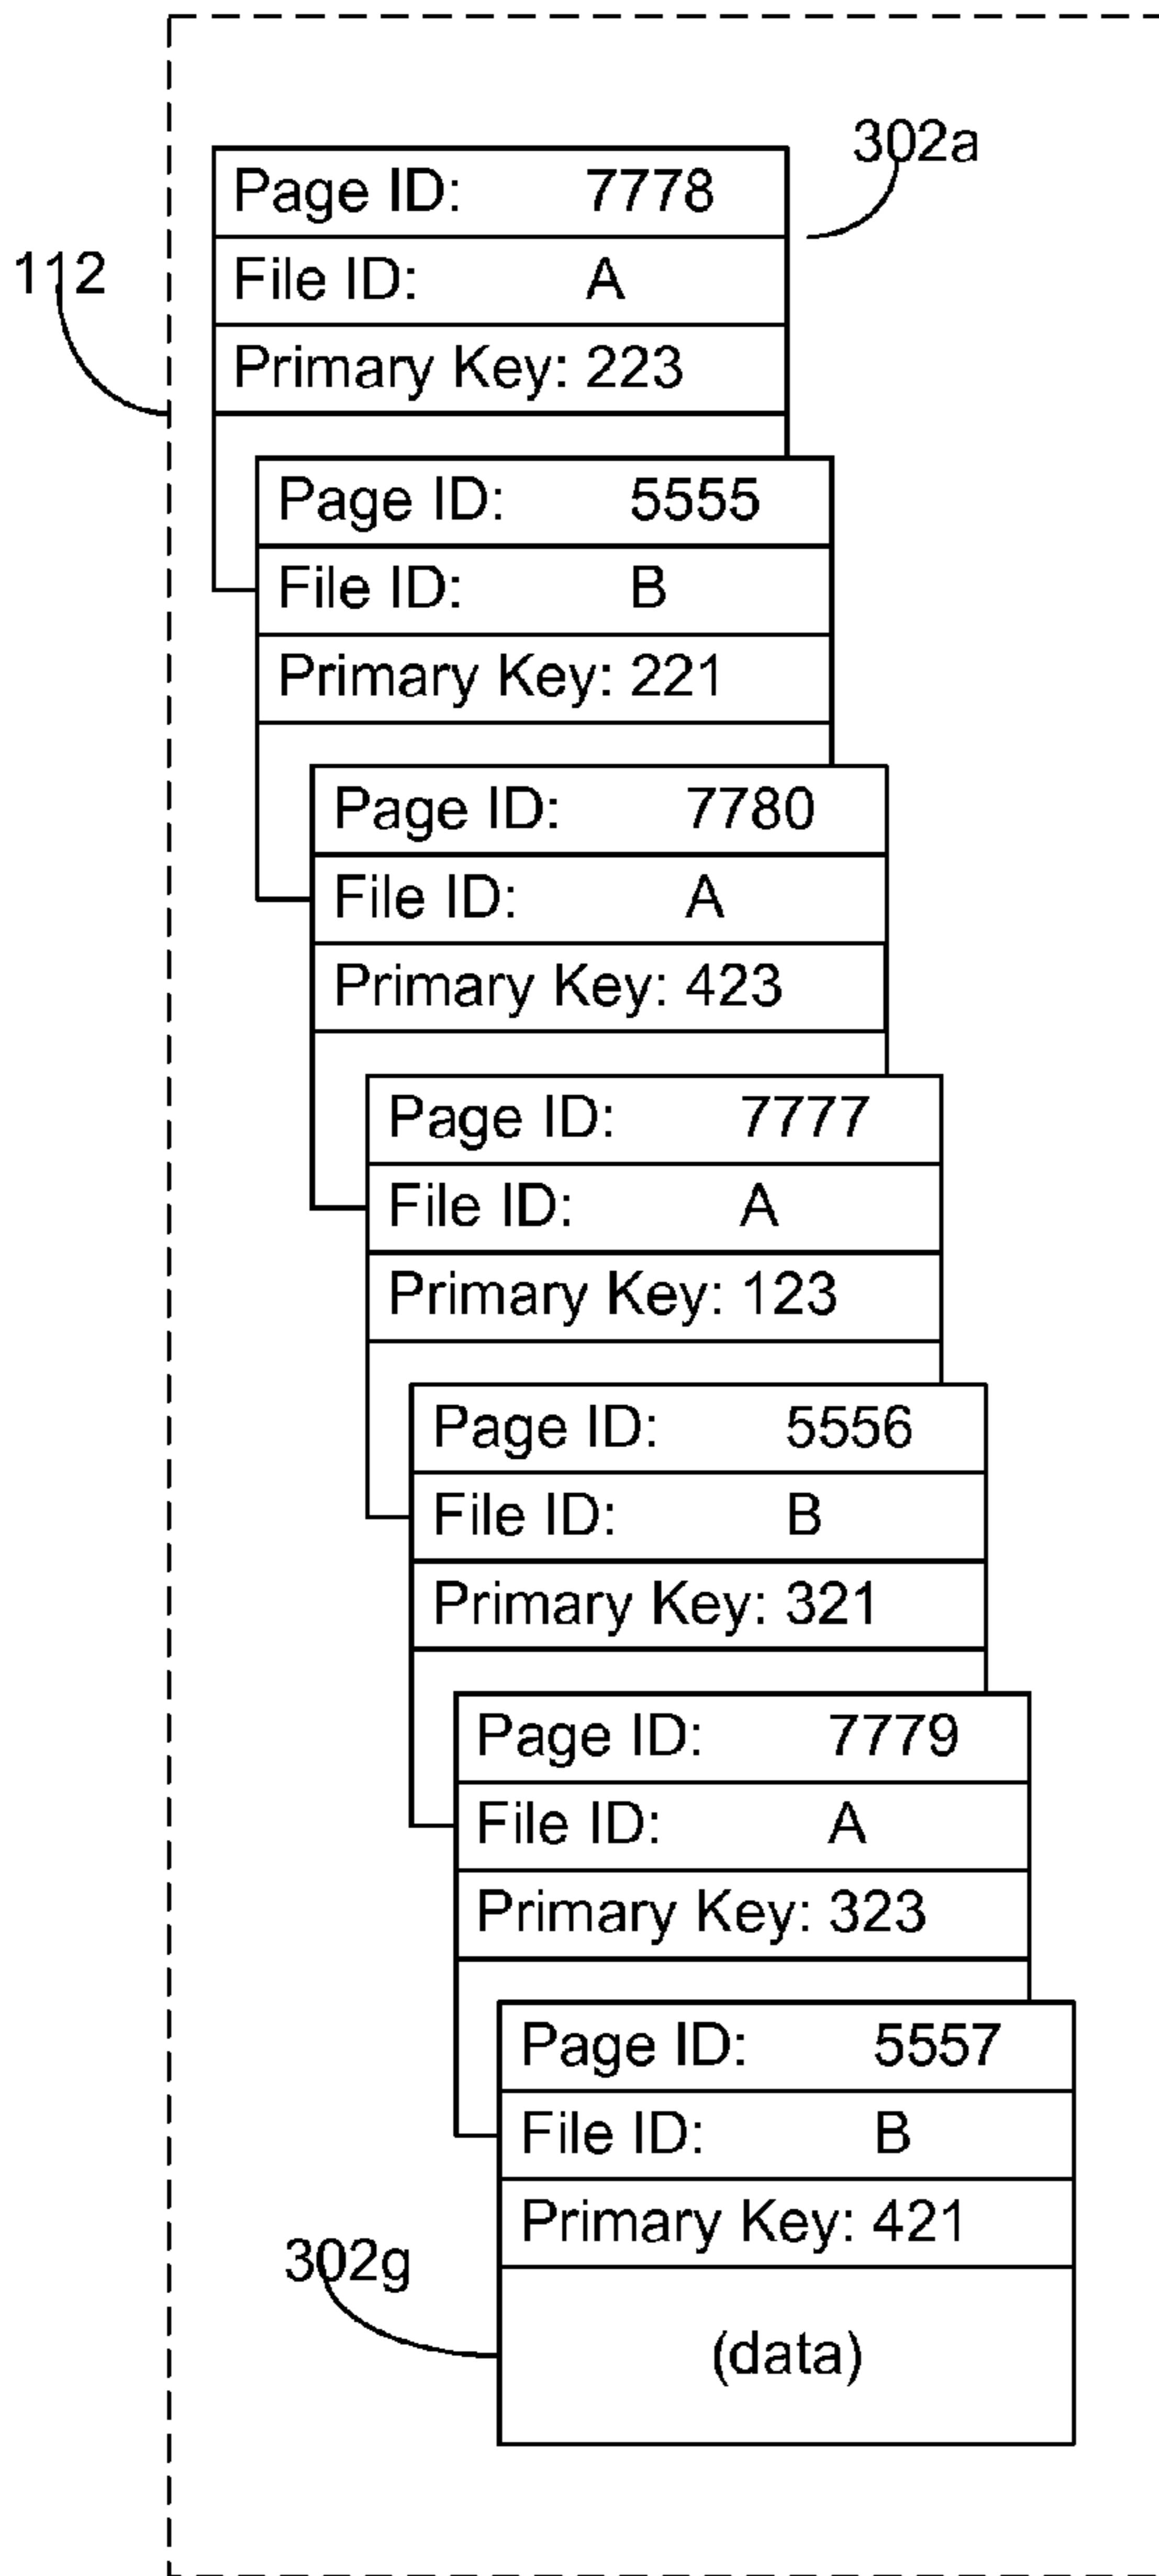 302a
Page ID: 7778
112
File ID: A
Primary Key: 223
Page ID: 5555
File ID: B
Primary Key: 221
Page ID: 7780
File ID: A
Primary Key: 423
Page ID: 7777
File ID: A
Primary Key: 123
Page ID: 5556
File ID: B
Primary Key: 321
Page ID: 7779
File ID: A
Primary Key: 323
Page ID: 5557
File ID: B
Primary Key: 421
302g
(data)